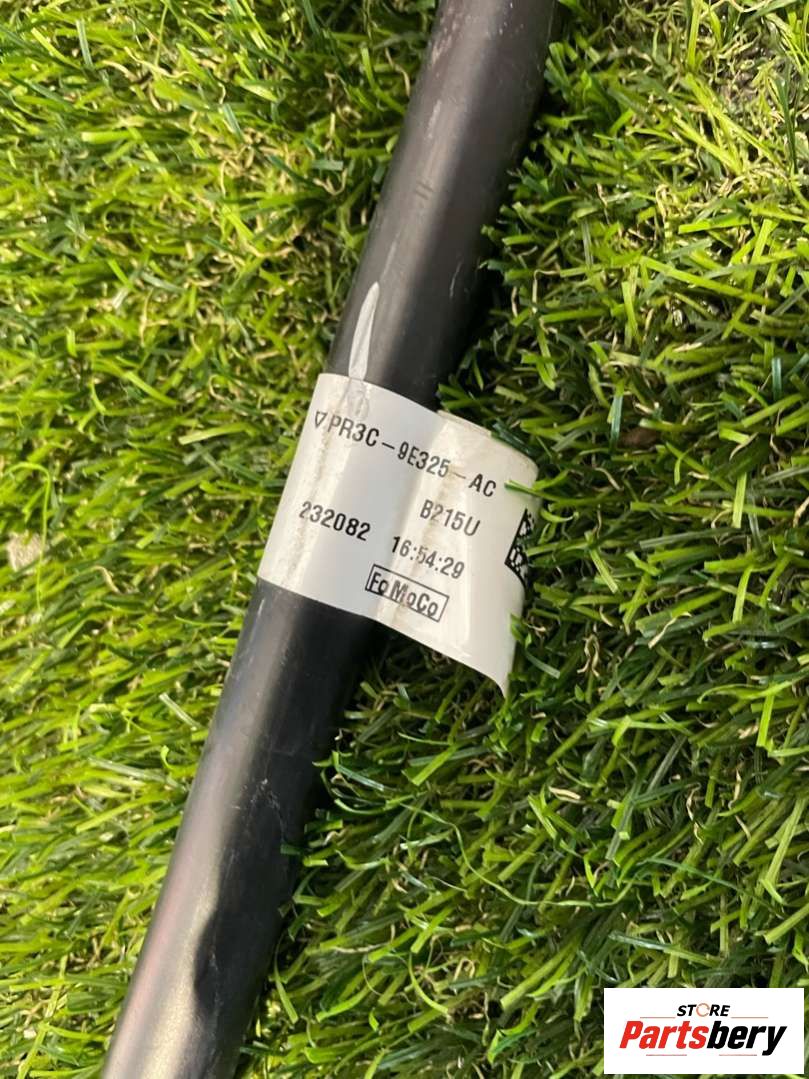 ▽PR3C-9E325-AC
B215U
232082 16:54:29
FoMoCo
STORE
Partsbery